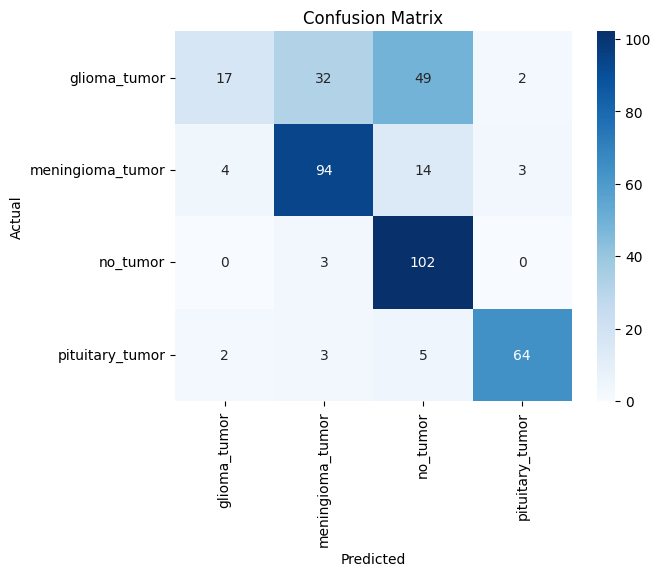 Confusion Matrix
Actual
glioma_tumor 17 32 49 2
meningioma_tumor 4 94 14 3
no_tumor 0 3 102 0
pituitary_tumor 2 3 5 64
glioma_tumor
meningioma_tumor
no_tumor
pituitary_tumor
Predicted
100
80
60
40
20
0